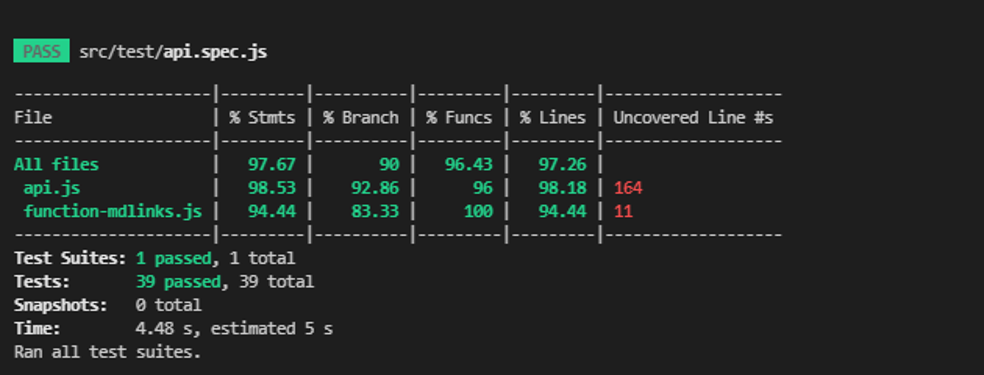 PASS src/test/api.spec.js
---------------------|---------|----------|---------|---------|-------------------
File                 | % Stmts | % Branch | % Funcs | % Lines | Uncovered Line #s
---------------------|---------|----------|---------|---------|-------------------
All files            |   97.67 |       90 |   96.43 |   97.26 |
 api.js              |   98.53 |    92.86 |      96 |   98.18 | 164
 function-mdlinks.js |   94.44 |    83.33 |     100 |   94.44 | 11
---------------------|---------|----------|---------|---------|-------------------
Test Suites: 1 passed, 1 total
Tests:       39 passed, 39 total
Snapshots:   0 total
Time:        4.48 s, estimated 5 s
Ran all test suites.